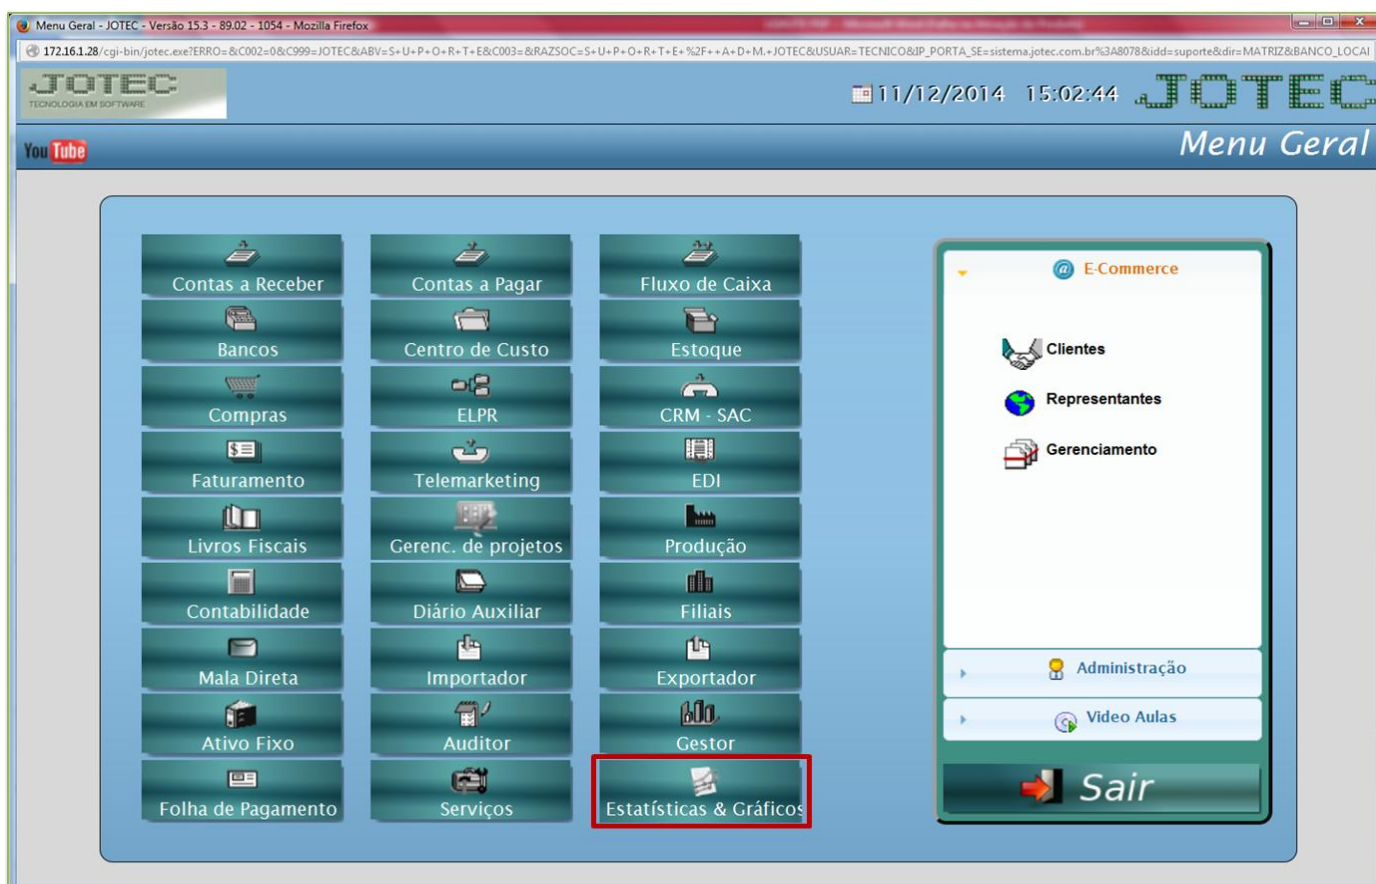 Menu Geral - JOTEC - Versão 15.3 - 89.02 - 1054 - Mozilla Firefox
172.16.1.28/cgi-bin/jotec.exe?ERRO=&C002=0&C999=JOTEC&ABV=S+U+P+O+R+T+E&C003=&RAZSOC=S+U+P+O+R+T+E+%2F++A+D+M.+JOTEC&USUAR=TECNICO&IP_PORTA_SE=sistema.jotec.com.br%3A8078&idd=suporte&dir=MATRIZ&BANCO_LOCAI
JOTEC
TECNOLOGIA EM SOFTWARE
11/12/2014 15:02:44 JOTEC
You Tube
Menu Geral
Contas a Receber Contas a Pagar Fluxo de Caixa
Bancos Centro de Custo Estoque
Compras ELPR CRM - SAC
Faturamento Telemarketing EDI
Livros Fiscais Gerenc. de projetos Produção
Contabilidade Diário Auxiliar Filiais
Mala Direta Importador Exportador
Ativo Fixo Auditor Gestor
Folha de Pagamento Serviços Estatísticas & Gráficos
E-Commerce
Clientes
Representantes
Gerenciamento
Administração
Video Aulas
Sair